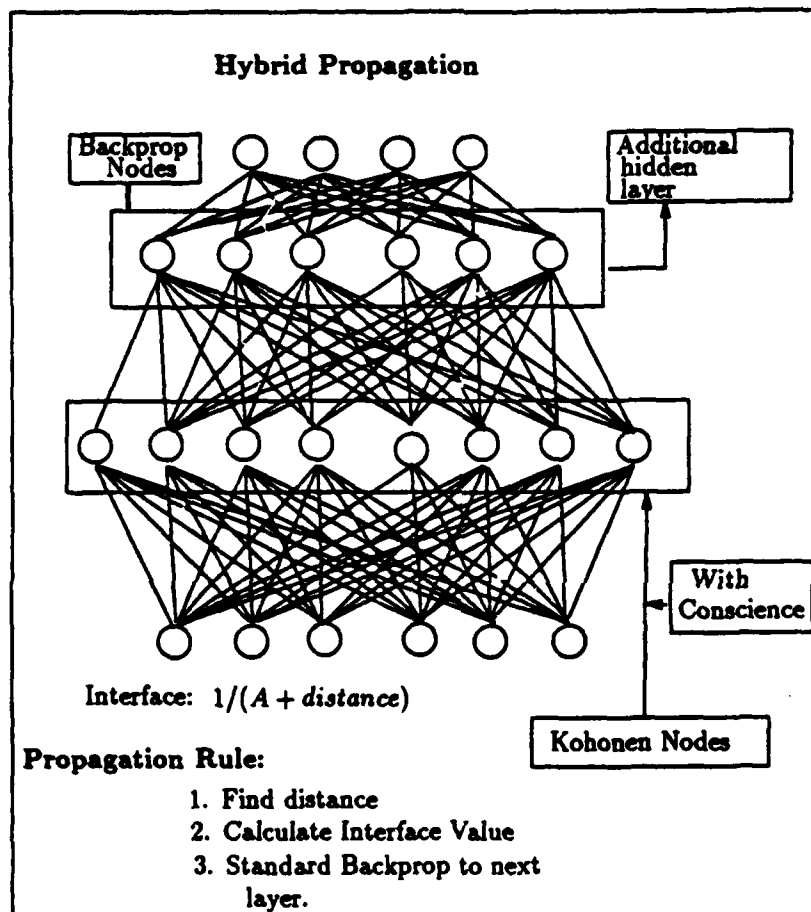 Hybrid Propagation
Backprop
Nodes
Additional
hidden
layer
With
Conscience
Interface: 1/(A + distance)
Kohonen Nodes
Propagation Rule:
1. Find distance
2. Calculate Interface Value
3. Standard Backprop to next
layer.